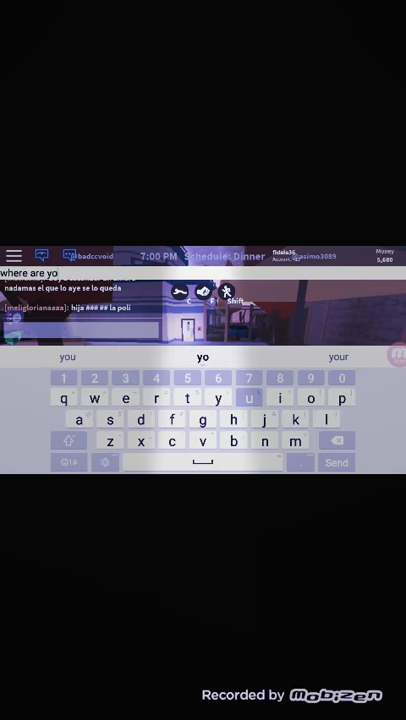 badccvoid
7:00 PM Schedule: Dinner
Money
5,680
where are yo
nadamas el que lo aye se lo queda
hija ### ## la poli
C F Shift
you yo your
1 2 3 4 5 6 7 8 9 0
q w e r t y u i o p
a s d f g h j k l
z x c v b n m
Send
Recorded by mobizen